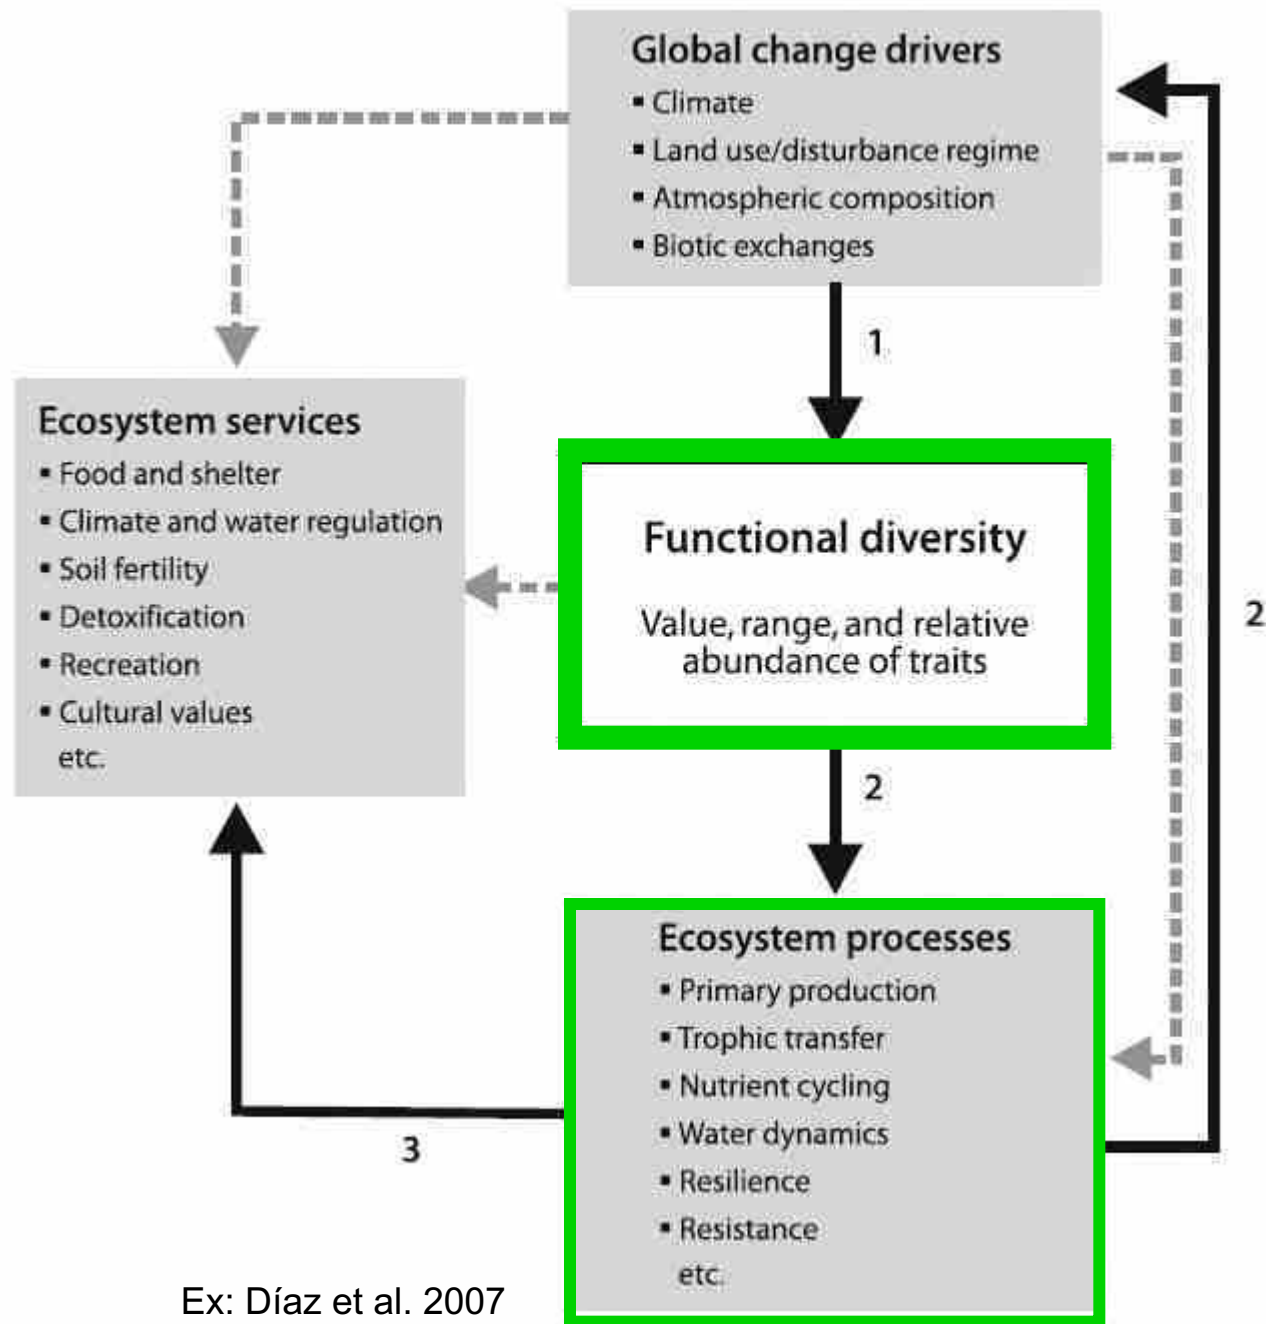 Global change drivers
▪ Climate
▪ Land use/disturbance regime
▪ Atmospheric composition
▪ Biotic exchanges
1
Ecosystem services
▪ Food and shelter
▪ Climate and water regulation
▪ Soil fertility
▪ Detoxification
▪ Recreation
▪ Cultural values
etc.
Functional diversity
Value, range, and relative
abundance of traits
2
2
Ecosystem processes
▪ Primary production
▪ Trophic transfer
▪ Nutrient cycling
▪ Water dynamics
▪ Resilience
▪ Resistance
etc.
3
Ex: Díaz et al. 2007